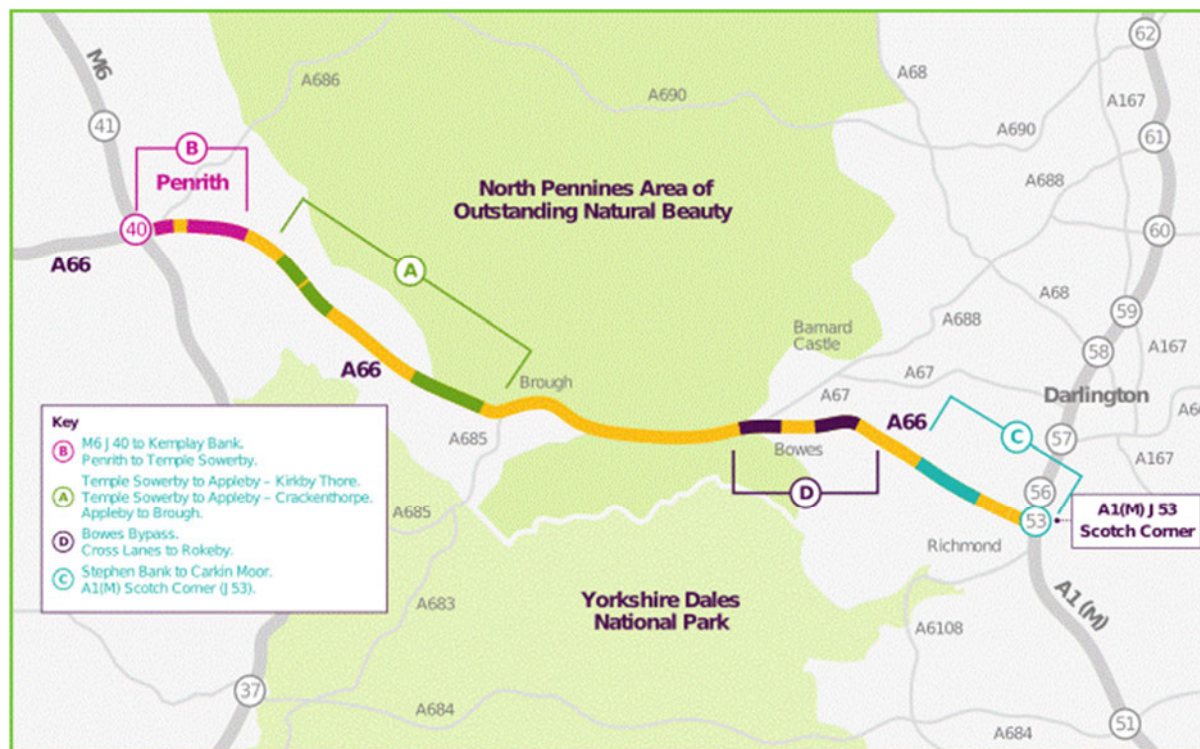 M6
A686
A690
A68
62
A167
41
A690
61
B
Penrith
A688
North Pennines Area of
Outstanding Natural Beauty
40
60
A66
A
A68
59
A688
Barnard
Castle
58
A167
A66
Brough
A67
Darlington
A67
A66
A685
Bowes
C
57
A167
D
56
53
A1(M) J53
Scotch Corner
Key
B
M6 J40 to Kemplay Bank.
Penrith to Temple Sowerby.
A
Temple Sowerby to Appleby – Kirkby Thore.
Temple Sowerby to Appleby – Crackenthorpe.
Appleby to Brough.
D
Bowes Bypass.
Cross Lanes to Rokeby.
C
Stephen Bank to Carkin Moor.
A1(M) Scotch Corner (J53).
A685
Richmond
A683
Yorkshire Dales
National Park
A1(M)
A6108
37
A684
A684
51